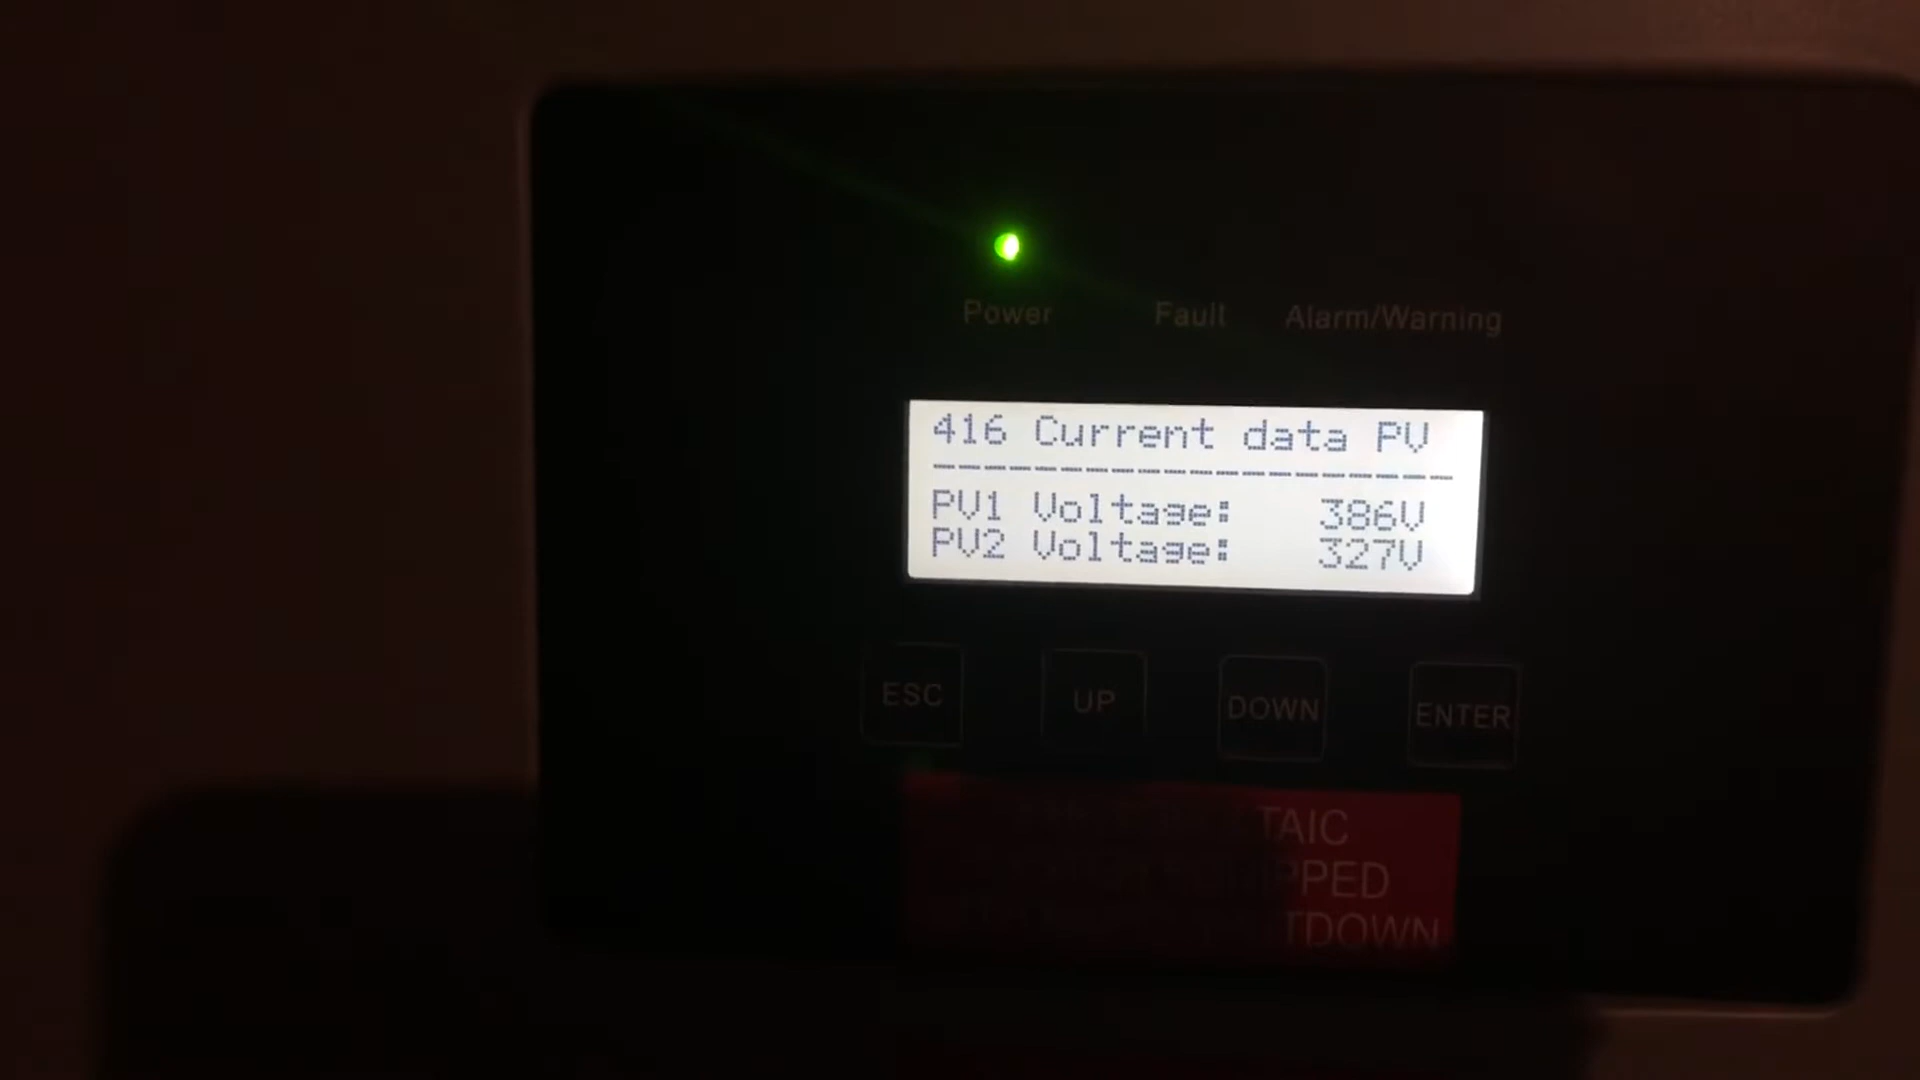 Power Fault Alarm/Warning
416 Current data PV
--------------------
PV1 Voltage: 386V
PV2 Voltage: 327V
ESC UP DOWN ENTER
TAIC
PPED
TDOWN